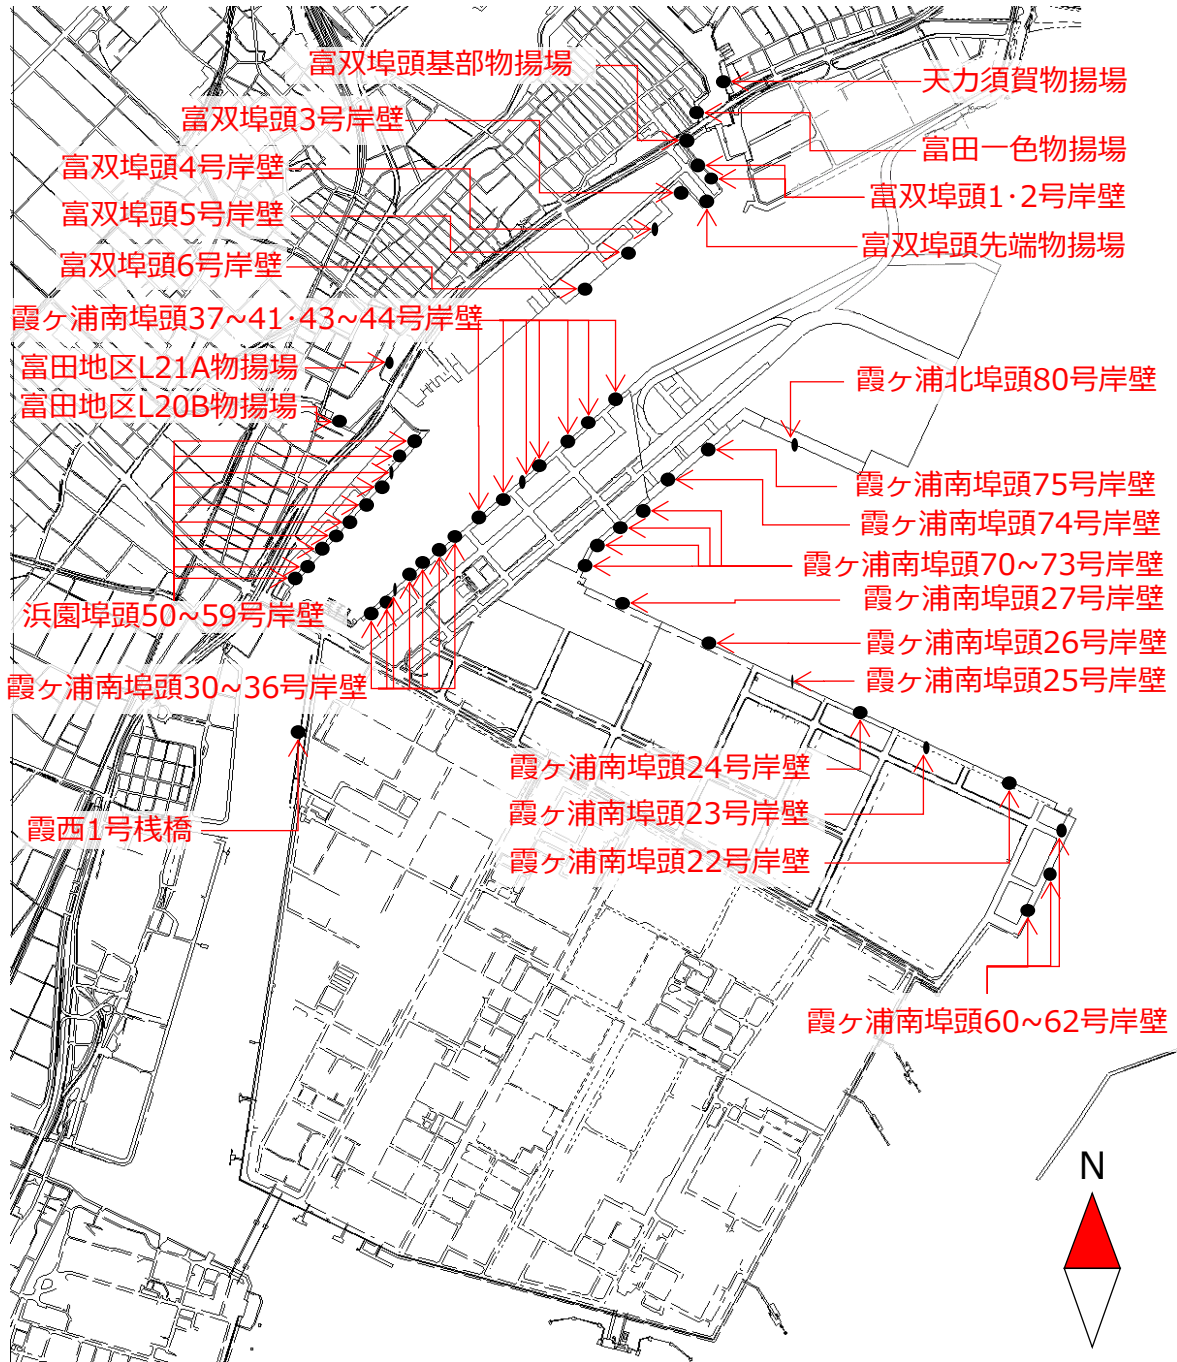 富双埠頭基部物揚場
天力須賀物揚場
富双埠頭3号岸壁
富田一色物揚場
富双埠頭4号岸壁
富双埠頭1･2号岸壁
富双埠頭5号岸壁
富双埠頭先端物揚場
富双埠頭6号岸壁
霞ヶ浦南埠頭37~41･43~44号岸壁
富田地区L21A物揚場
霞ヶ浦北埠頭80号岸壁
富田地区L20B物揚場
霞ヶ浦南埠頭75号岸壁
霞ヶ浦南埠頭74号岸壁
霞ヶ浦南埠頭70~73号岸壁
霞ヶ浦南埠頭27号岸壁
浜園埠頭50~59号岸壁
霞ヶ浦南埠頭26号岸壁
霞ヶ浦南埠頭25号岸壁
霞ヶ浦南埠頭30~36号岸壁
霞ヶ浦南埠頭24号岸壁
霞ヶ浦南埠頭23号岸壁
霞西1号桟橋
霞ヶ浦南埠頭22号岸壁
霞ヶ浦南埠頭60~62号岸壁
N